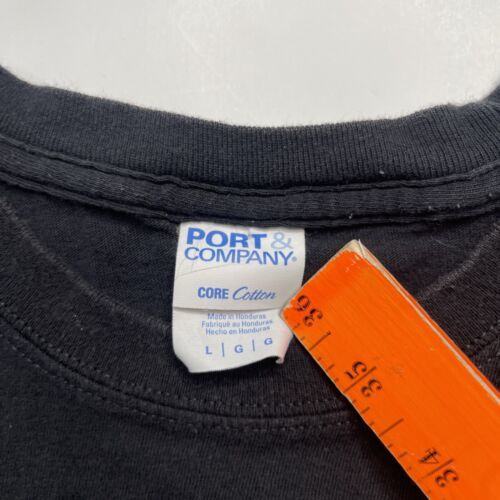 PORT &
COMPANY®
CORE Cotton
Made in Honduras
Fabriqué au Honduras
Hecho en Honduras
L | G | G
36
35
34